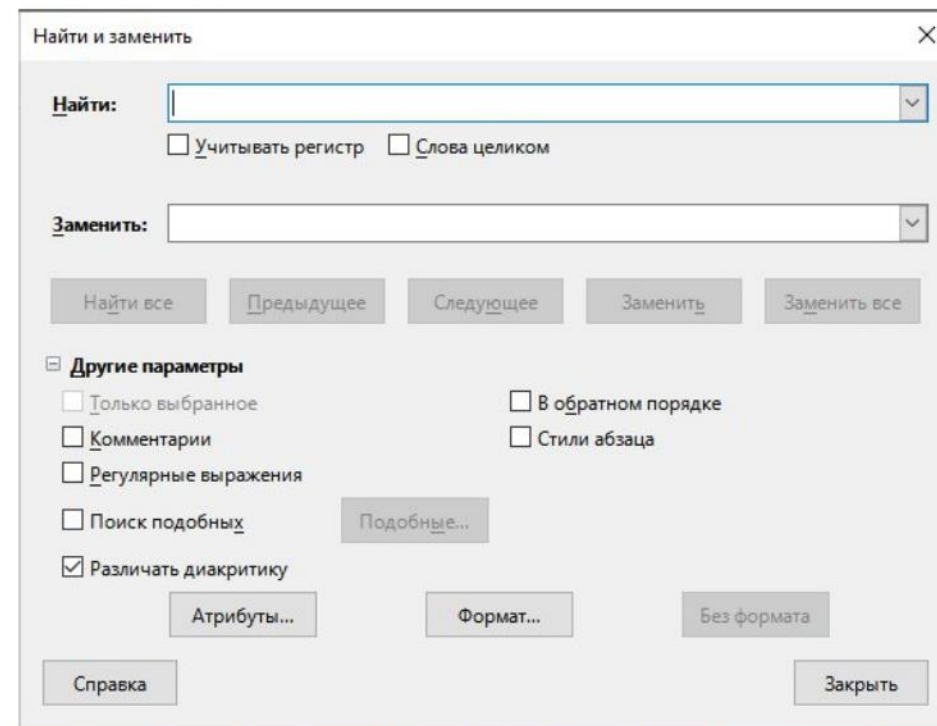 Найти и заменить
Найти:
Учитывать регистр Слова целиком
Заменить:
Найти все Предыдущее Следующее Заменить Заменить все
Другие параметры
Только выбранное В обратном порядке
Комментарии Стили абзаца
Регулярные выражения
Поиск подобных Подобные...
Различать диакритику
Атрибуты... Формат... Без формата
Справка Закрыть